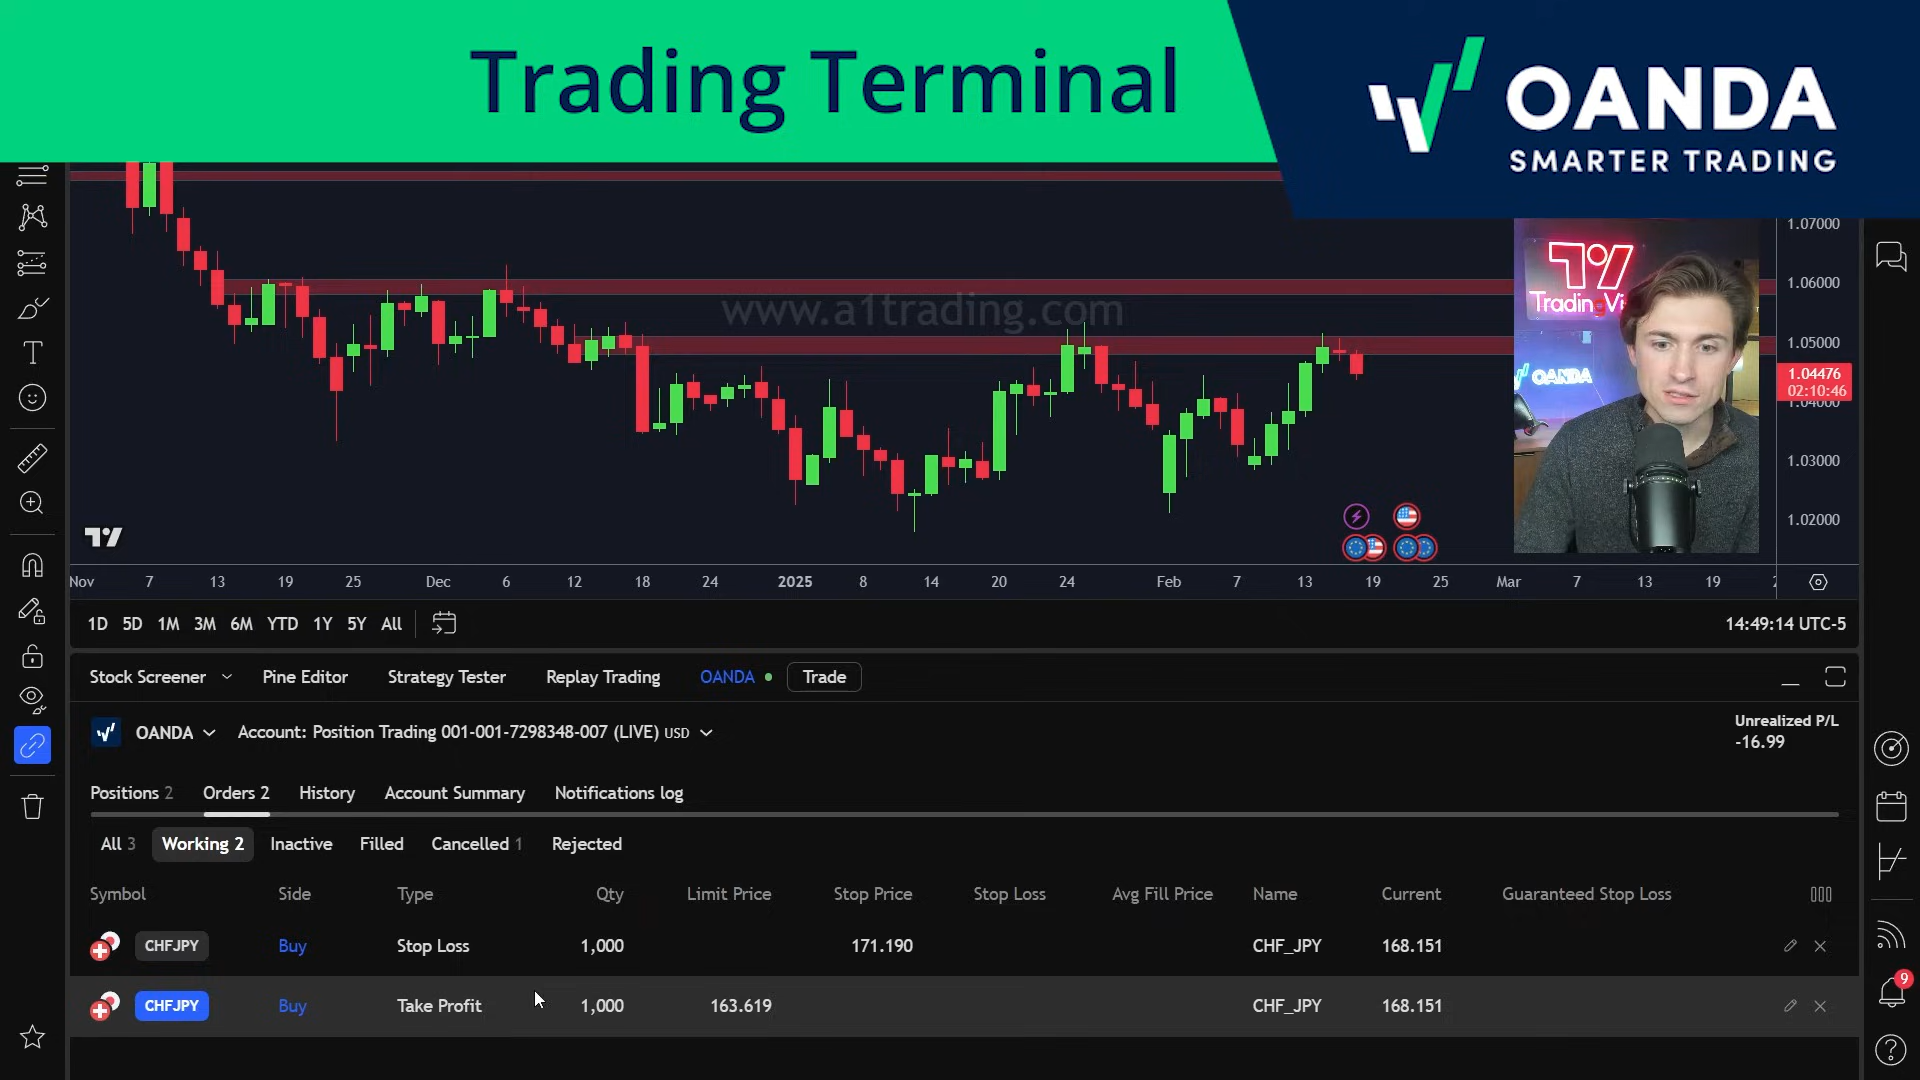 Trading Terminal
OANDA
SMARTER TRADING
www.a1trading.com
Trading Vi
OANDA
1.07000
1.06000
1.05000
1.04476
02:10:46
1.04000
1.03000
1.02000
Nov 7 13 19 25 Dec 6 12 18 24 2025 8 14 20 24 Feb 7 13 19 25 Mar 7 13 19
1D 5D 1M 3M 6M YTD 1Y 5Y All 14:49:14 UTC-5
Stock Screener Pine Editor Strategy Tester Replay Trading OANDA Trade
OANDA Account: Position Trading 001-001-7298348-007 (LIVE) USD
Unrealized P/L
-16.99
Positions 2 Orders 2 History Account Summary Notifications log
All 3 Working 2 Inactive Filled Cancelled 1 Rejected
Symbol Side Type Qty Limit Price Stop Price Stop Loss Avg Fill Price Name Current Guaranteed Stop Loss
CHFJPY Buy Stop Loss 1,000 171.190 CHF_JPY 168.151
CHFJPY Buy Take Profit 1,000 163.619 CHF_JPY 168.151
9